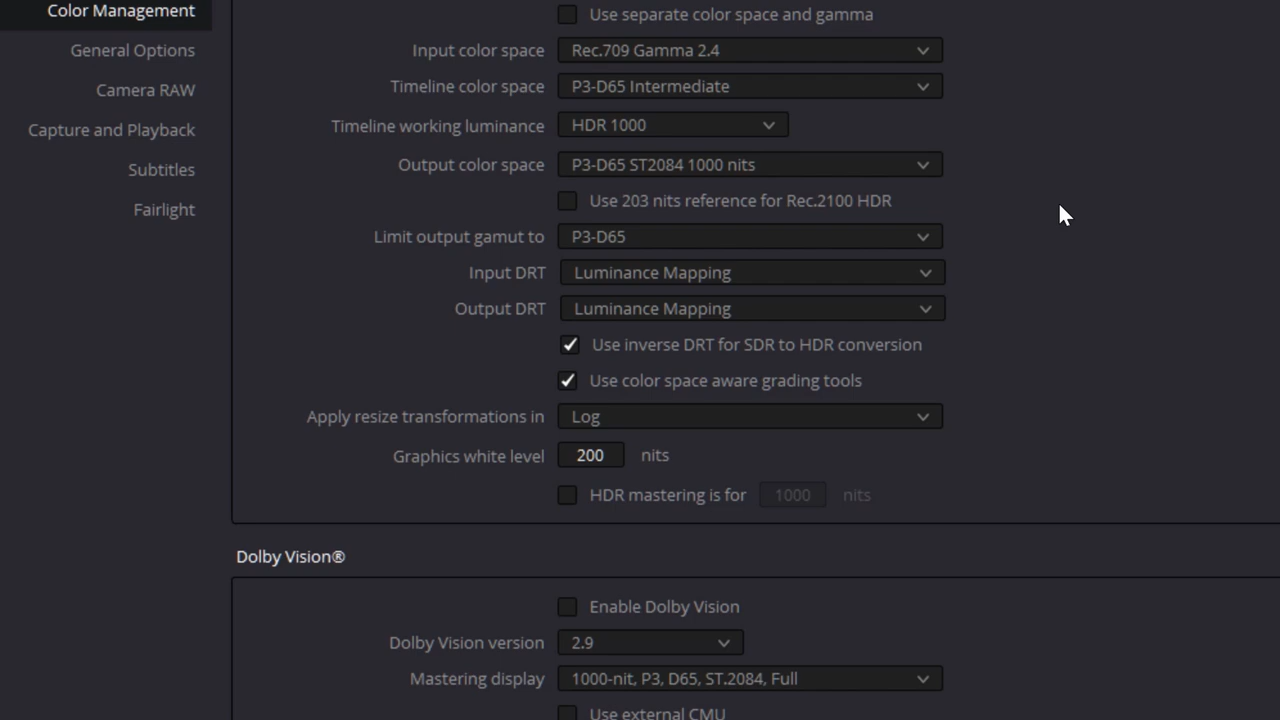 Color Management
Use separate color space and gamma
General Options
Input color space Rec.709 Gamma 2.4
Camera RAW
Timeline color space P3-D65 Intermediate
Capture and Playback
Timeline working luminance HDR 1000
Subtitles
Output color space P3-D65 ST2084 1000 nits
Fairlight
Use 203 nits reference for Rec.2100 HDR
Limit output gamut to P3-D65
Input DRT Luminance Mapping
Output DRT Luminance Mapping
Use inverse DRT for SDR to HDR conversion
Use color space aware grading tools
Apply resize transformations in Log
Graphics white level 200 nits
HDR mastering is for 1000 nits
Dolby Vision®
Enable Dolby Vision
Dolby Vision version 2.9
Mastering display 1000-nit, P3, D65, ST.2084, Full
Use external CMU